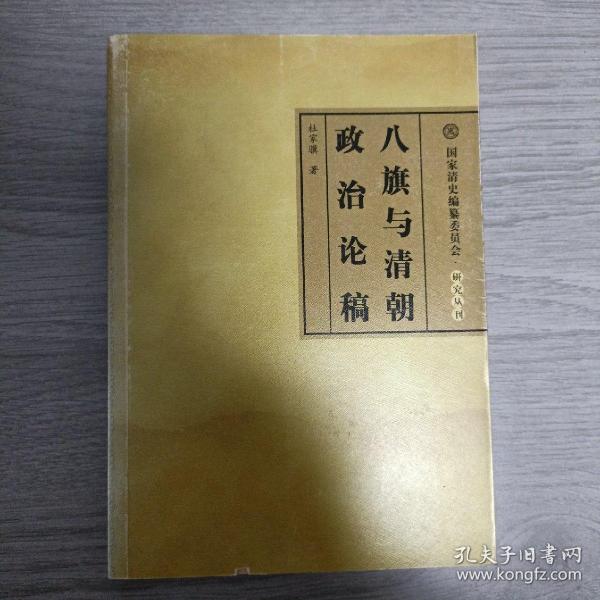 国家清史编纂委员会·研究丛刊
八旗与清朝
政治论稿
杜家骥 著
孔夫子旧书网
www.kongfz.com